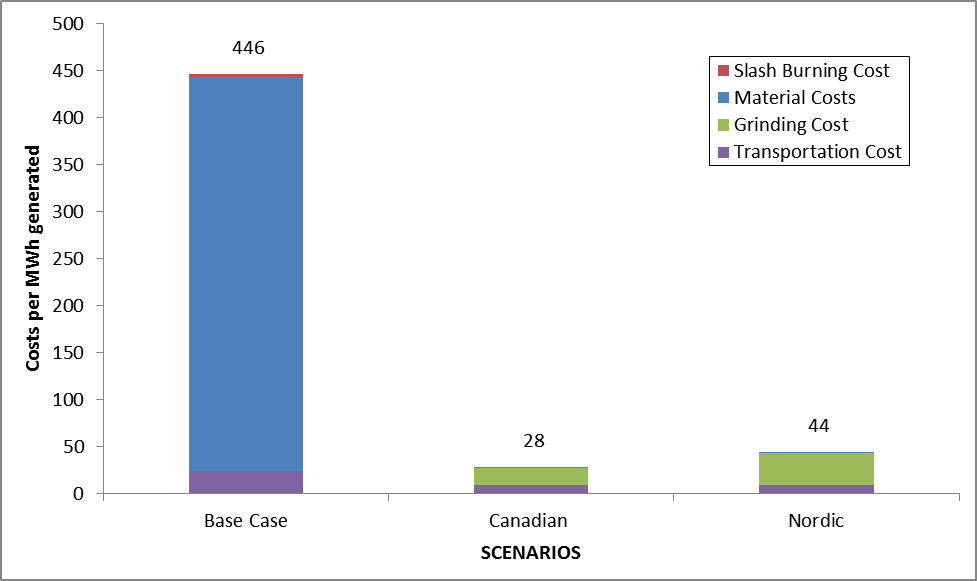 500
450
400
350
300
250
200
150
100
50
0
Costs per MWh generated
446
28
44
Slash Burning Cost
Material Costs
Grinding Cost
Transportation Cost
Base Case
Canadian
Nordic
SCENARIOS